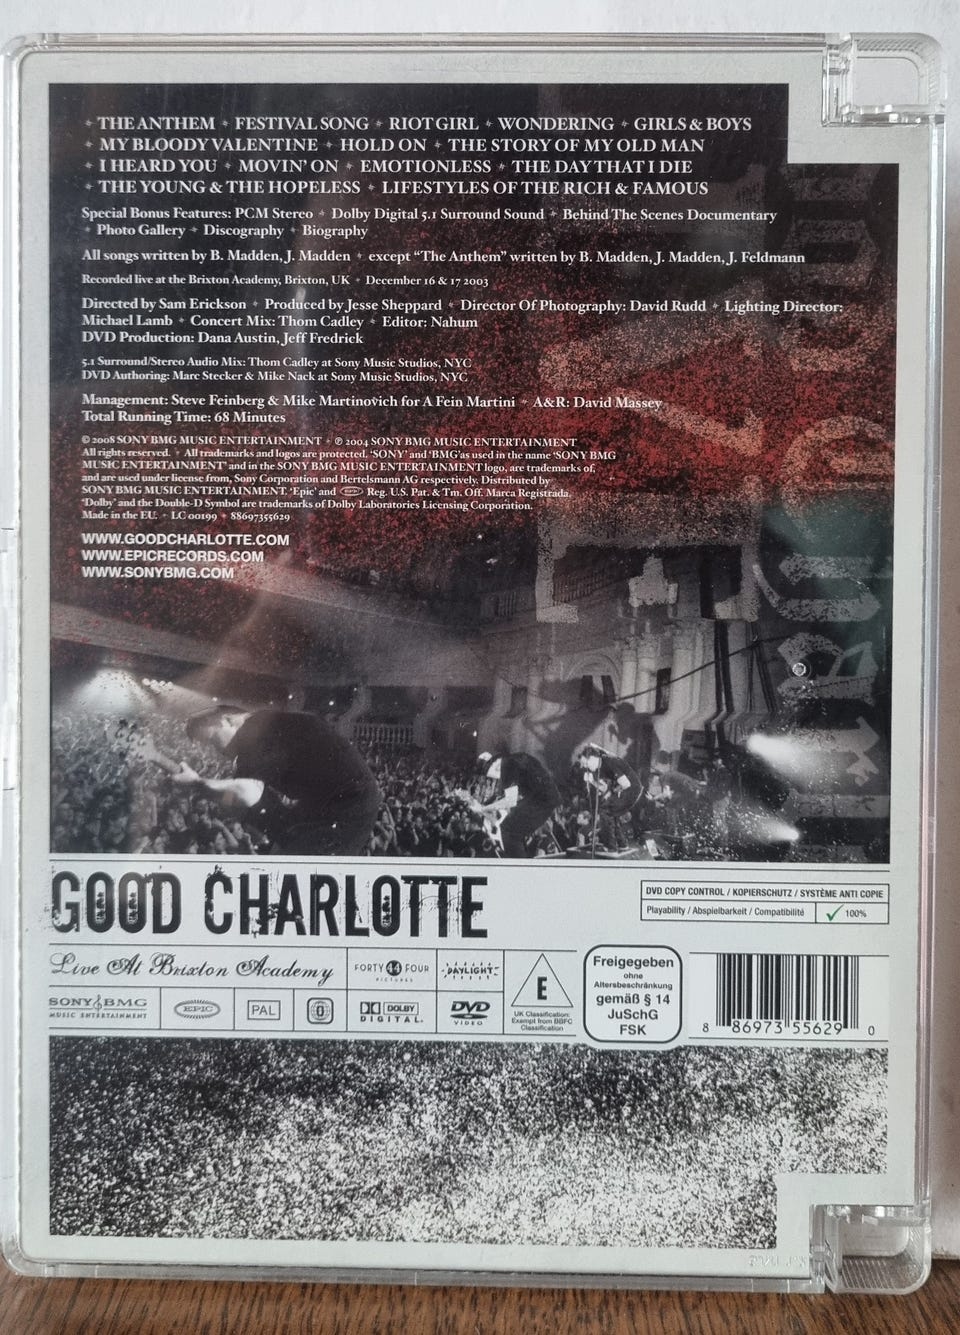 ✦ THE ANTHEM ✦ FESTIVAL SONG ✦ RIOT GIRL ✦ WONDERING ✦ GIRLS & BOYS
✦ MY BLOODY VALENTINE ✦ HOLD ON ✦ THE STORY OF MY OLD MAN
✦ I HEARD YOU ✦ MOVIN' ON ✦ EMOTIONLESS ✦ THE DAY THAT I DIE
✦ THE YOUNG & THE HOPELESS ✦ LIFESTYLES OF THE RICH & FAMOUS
Special Bonus Features: PCM Stereo ✦ Dolby Digital 5.1 Surround Sound ✦ Behind The Scenes Documentary
✦ Photo Gallery ✦ Discography ✦ Biography
All songs written by B. Madden, J. Madden ✦ except “The Anthem” written by B. Madden, J. Madden, J. Feldmann
Recorded live at the Brixton Academy, Brixton, UK ✦ December 16 & 17 2003
Directed by Sam Erickson ✦ Produced by Jesse Sheppard ✦ Director Of Photography: David Rudd ✦ Lighting Director:
Michael Lamb ✦ Concert Mix: Thom Cadley ✦ Editor: Nahum
DVD Production: Dana Austin, Jeff Fredrick
5.1 Surround/Stereo Audio Mix: Thom Cadley at Sony Music Studios, NYC
DVD Authoring: Marc Stecker & Mike Nack at Sony Music Studios, NYC
Management: Steve Feinberg & Mike Martinovich for A Fein Martini ✦ A&R: David Massey
Total Running Time: 68 Minutes
© 2008 SONY BMG MUSIC ENTERTAINMENT ✦ ℗ 2004 SONY BMG MUSIC ENTERTAINMENT
All rights reserved. ✦ All trademarks and logos are protected. ‘SONY’ and ‘BMG’ as used in the name ‘SONY BMG
MUSIC ENTERTAINMENT’ and in the SONY BMG MUSIC ENTERTAINMENT logo, are trademarks of,
and are used under license from, Sony Corporation and Bertelsmann AG respectively. Distributed by
SONY BMG MUSIC ENTERTAINMENT. ‘Epic’ and EPIC Reg. U.S. Pat. & Tm. Off. Marca Registrada.
‘Dolby’ and the Double-D Symbol are trademarks of Dolby Laboratories Licensing Corporation.
Made in the EU. ✦ LC 00199 ✦ 88697355629
WWW.GOODCHARLOTTE.COM
WWW.EPICRECORDS.COM
WWW.SONYBMG.COM
GOOD CHARLOTTE
DVD COPY CONTROL / KOPIERSCHUTZ / SYSTÈME ANTI COPIE
Playability / Abspielbarkeit / Compatibilité ✓ 100%
Live At Brixton Academy
FORTY 44 FOUR
PICTURES
DAYLIGHT
SONY BMG
MUSIC ENTERTAINMENT
EPIC
PAL
0
DOLBY
DIGITAL
DVD
VIDEO
E
UK Classification:
Exempt from BBFC
Classification
Freigegeben
ohne
Altersbeschränkung
gemäß § 14
JuSchG
FSK
8 86973 55629 0